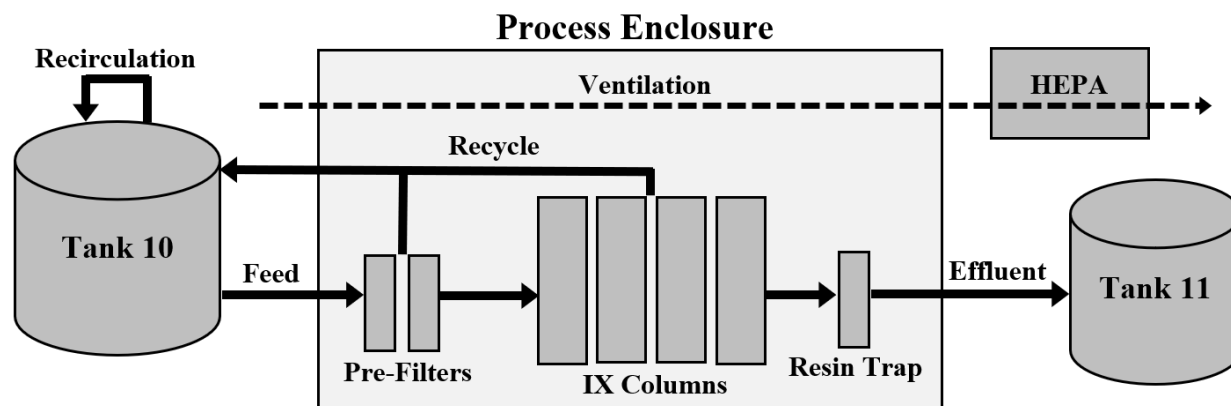 Process Enclosure
Recirculation
Ventilation
HEPA
Recycle
Tank 10
Feed
Effluent
Tank 11
Pre-Filters
IX Columns
Resin Trap